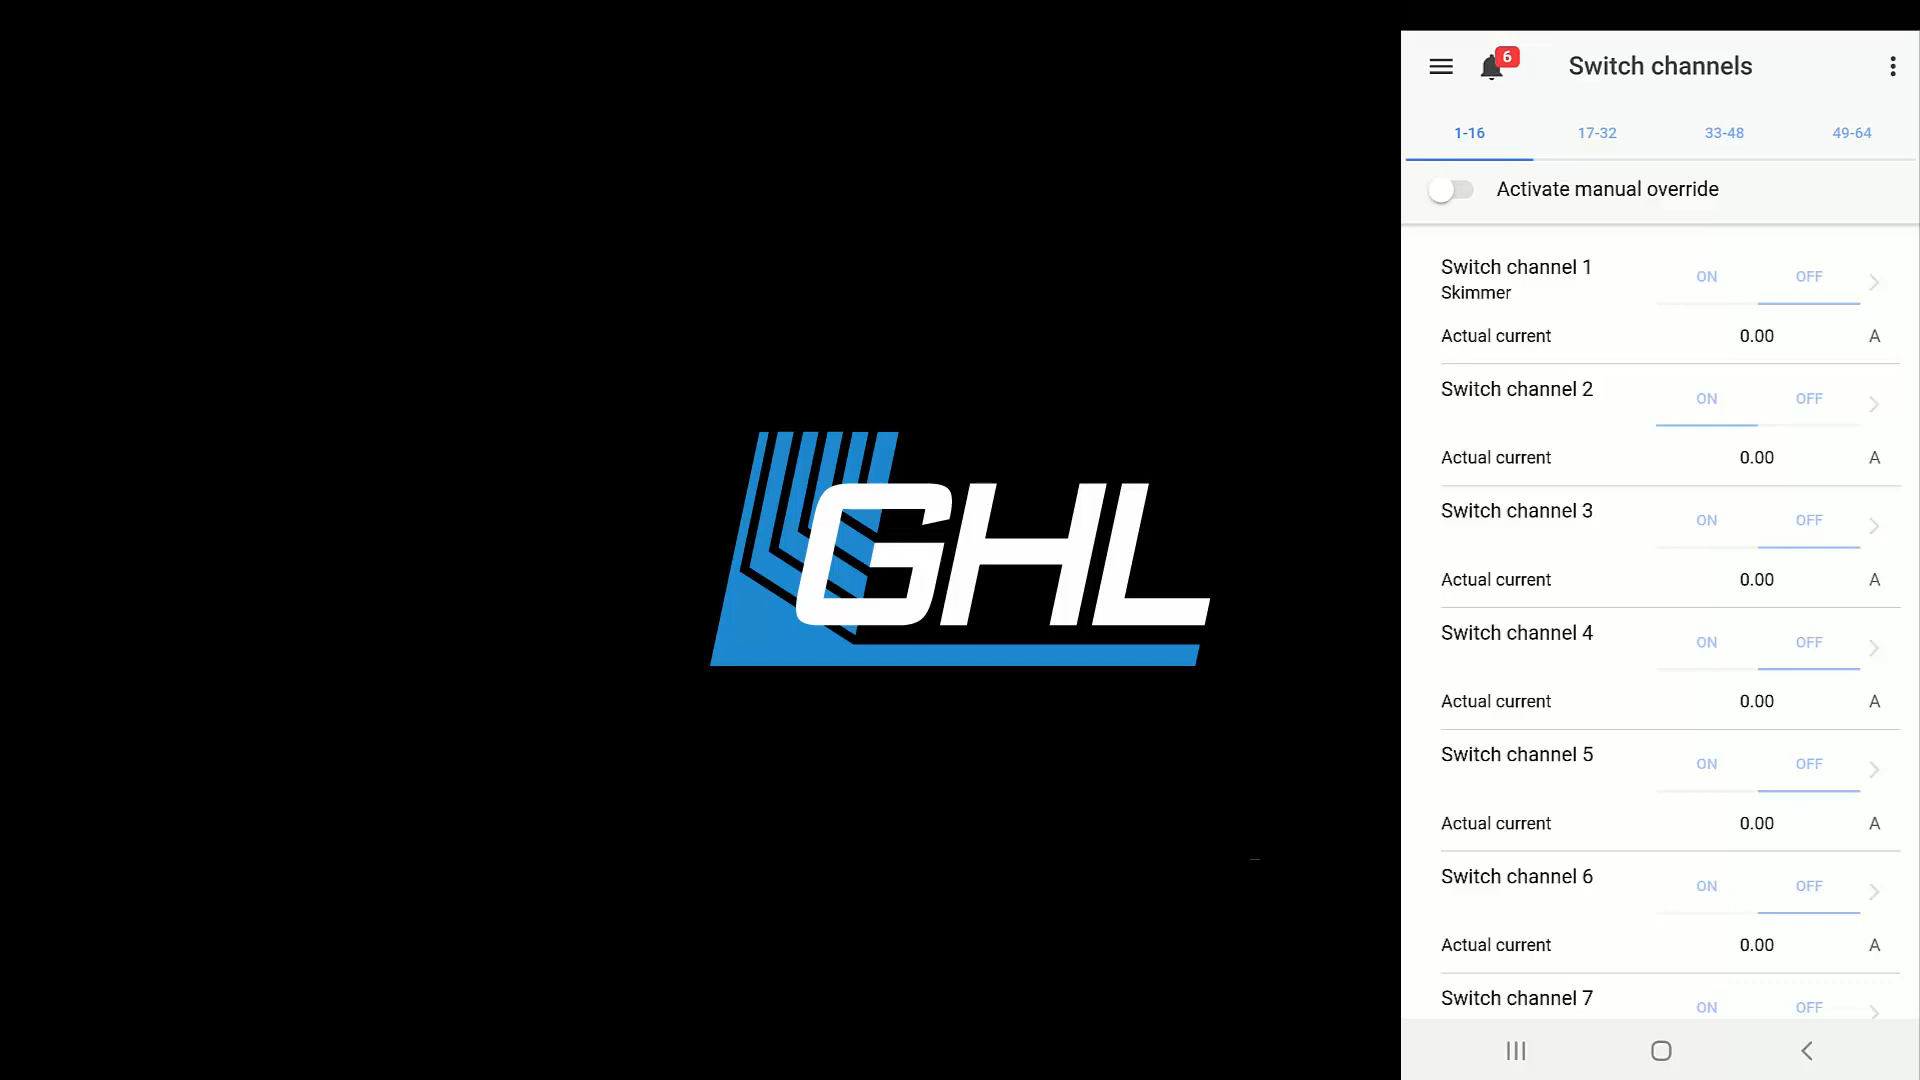 GHL
6
Switch channels
1-16 17-32 33-48 49-64
Activate manual override
Switch channel 1 ON OFF
Skimmer
Actual current 0.00 A
Switch channel 2 ON OFF
Actual current 0.00 A
Switch channel 3 ON OFF
Actual current 0.00 A
Switch channel 4 ON OFF
Actual current 0.00 A
Switch channel 5 ON OFF
Actual current 0.00 A
Switch channel 6 ON OFF
Actual current 0.00 A
Switch channel 7 ON OFF